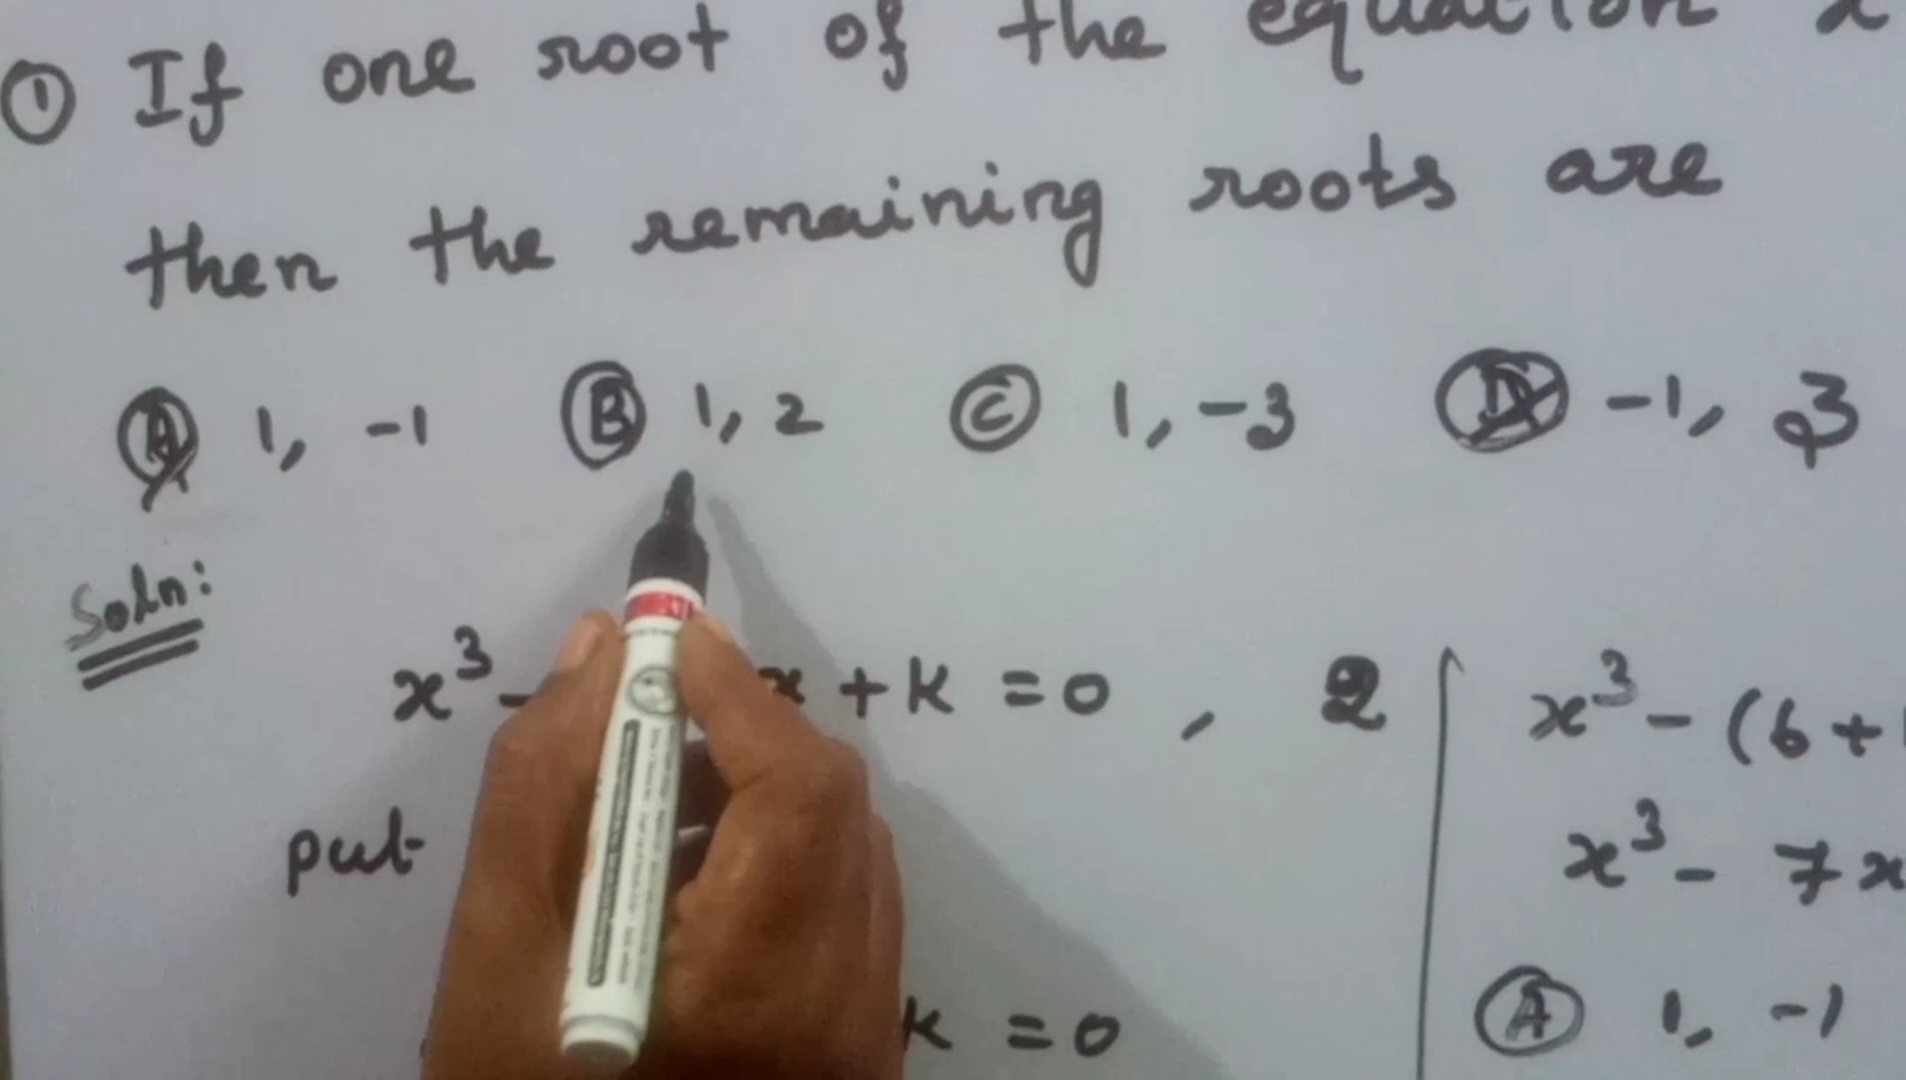 ① If one root of the equation x
then the remaining roots are
Ⓐ 1, -1 Ⓑ 1, 2 Ⓒ 1, -3 Ⓓ -1, 3
Soln:
x³ - x + k = 0 , 2
put
k = 0
x³ - (6 +
x³ - 7x
Ⓐ 1, -1